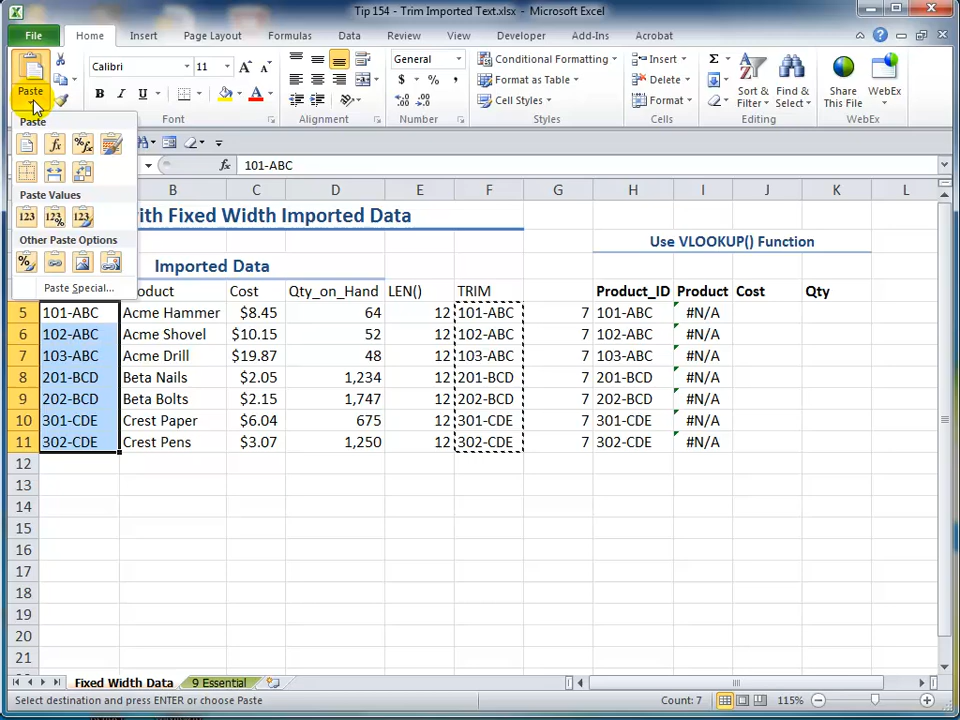 Tip 154 - Trim Imported Text.xlsx - Microsoft Excel
File Home Insert Page Layout Formulas Data Review View Developer Add-Ins Acrobat
Paste
Calibri 11
General
Conditional Formatting
Format as Table
Cell Styles
Insert
Delete
Format
Sort & Filter
Find & Select
Share This File
WebEx
Font Alignment Number Styles Cells Editing WebEx
Paste
Paste Values
Other Paste Options
Paste Special...
fx 101-ABC
B C D E F G H I J K L
ith Fixed Width Imported Data
Use VLOOKUP() Function
Imported Data
oduct Cost Qty_on_Hand LEN() TRIM Product_ID Product Cost Qty
5 101-ABC Acme Hammer $8.45 64 12 101-ABC 7 101-ABC #N/A
6 102-ABC Acme Shovel $10.15 52 12 102-ABC 7 102-ABC #N/A
7 103-ABC Acme Drill $19.87 48 12 103-ABC 7 103-ABC #N/A
8 201-BCD Beta Nails $2.05 1,234 12 201-BCD 7 201-BCD #N/A
9 202-BCD Beta Bolts $2.15 1,747 12 202-BCD 7 202-BCD #N/A
10 301-CDE Crest Paper $6.04 675 12 301-CDE 7 301-CDE #N/A
11 302-CDE Crest Pens $3.07 1,250 12 302-CDE 7 302-CDE #N/A
12
13
14
15
16
17
18
19
20
21
Fixed Width Data 9 Essential
Select destination and press ENTER or choose Paste Count: 7 115%